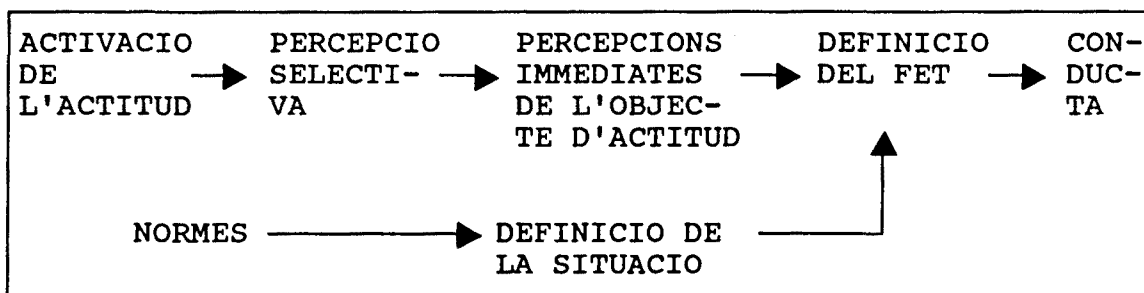 ACTIVACIO
DE
L'ACTITUD
PERCEPCIO
SELECTI-
VA
PERCEPCIONS
IMMEDIATES
DE L'OBJEC-
TE D'ACTITUD
DEFINICIO
DEL FET
CON-
DUC-
TA
NORMES
DEFINICIO DE
LA SITUACIO